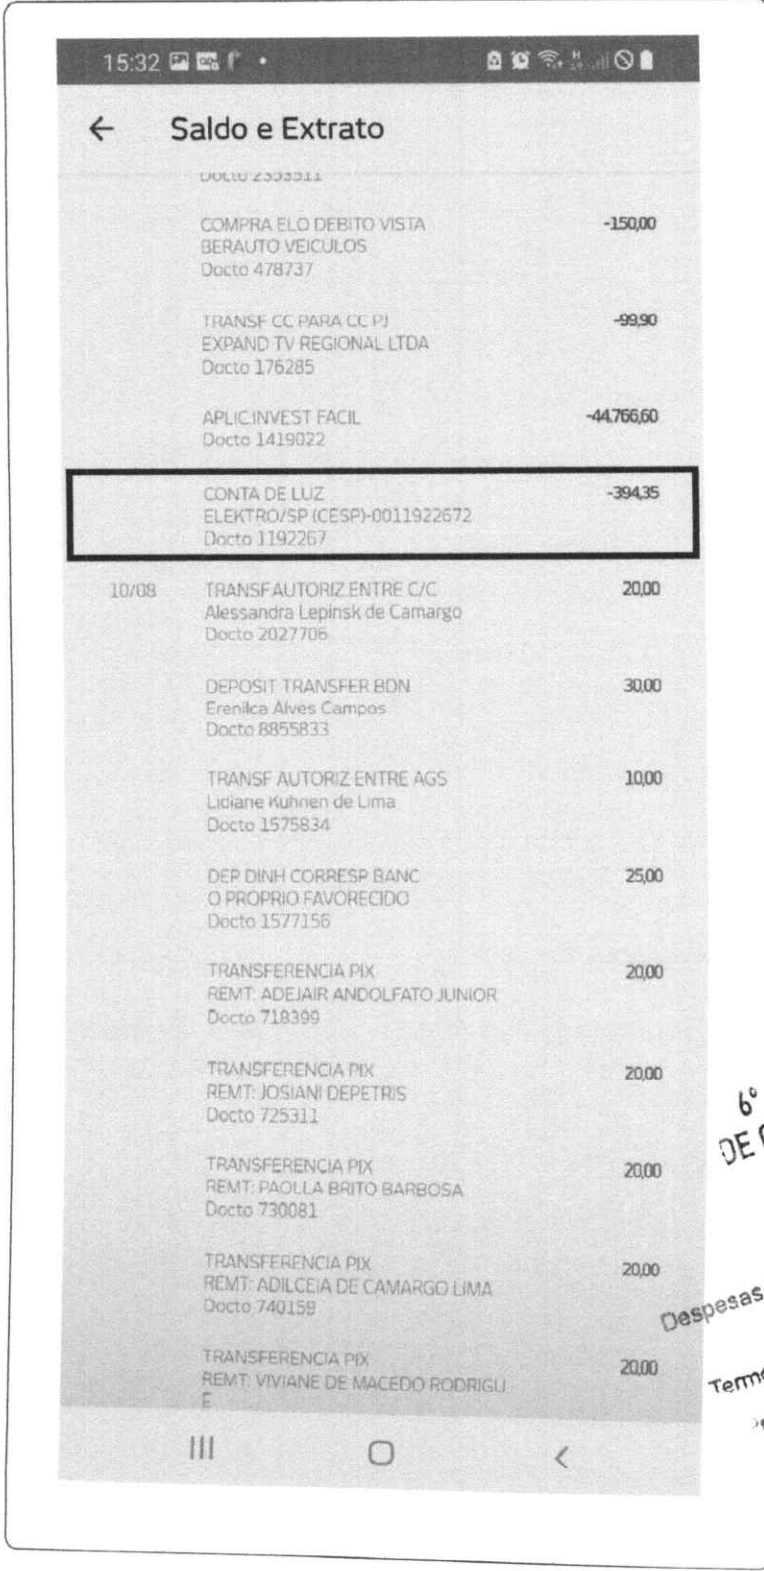 15:32
Saldo e Extrato
Docto 2353511
COMPRA ELO DEBITO VISTA -150,00
BERAUTO VEICULOS
Docto 478737
TRANSF CC PARA CC PJ -99,90
EXPAND TV REGIONAL LTDA
Docto 176285
APLIC.INVEST FACIL -44.766,60
Docto 1419022
CONTA DE LUZ -394,35
ELEKTRO/SP (CESP)-0011922672
Docto 1192267
10/08 TRANSF AUTORIZ ENTRE C/C 20,00
Alessandra Lepinsk de Camargo
Docto 2027706
DEPOSIT TRANSFER BDN 30,00
Erenilca Alves Campos
Docto 8855833
TRANSF AUTORIZ ENTRE AGS 10,00
Lidiane Kuhnen de Lima
Docto 1575834
DEP DINH CORRESP BANC 25,00
O PROPRIO FAVORECIDO
Docto 1577156
TRANSFERENCIA PIX 20,00
REMT: ADEJAIR ANDOLFATO JUNIOR
Docto 718399
TRANSFERENCIA PIX 20,00
REMT: JOSIANI DEPETRIS
Docto 725311
TRANSFERENCIA PIX 20,00
REMT: PAOLLA BRITO BARBOSA
Docto 730081
TRANSFERENCIA PIX 20,00
REMT: ADILCEIA DE CAMARGO LIMA
Docto 740159
TRANSFERENCIA PIX 20,00
REMT: VIVIANE DE MACEDO RODRIGU
E
6º
DE
Despesas